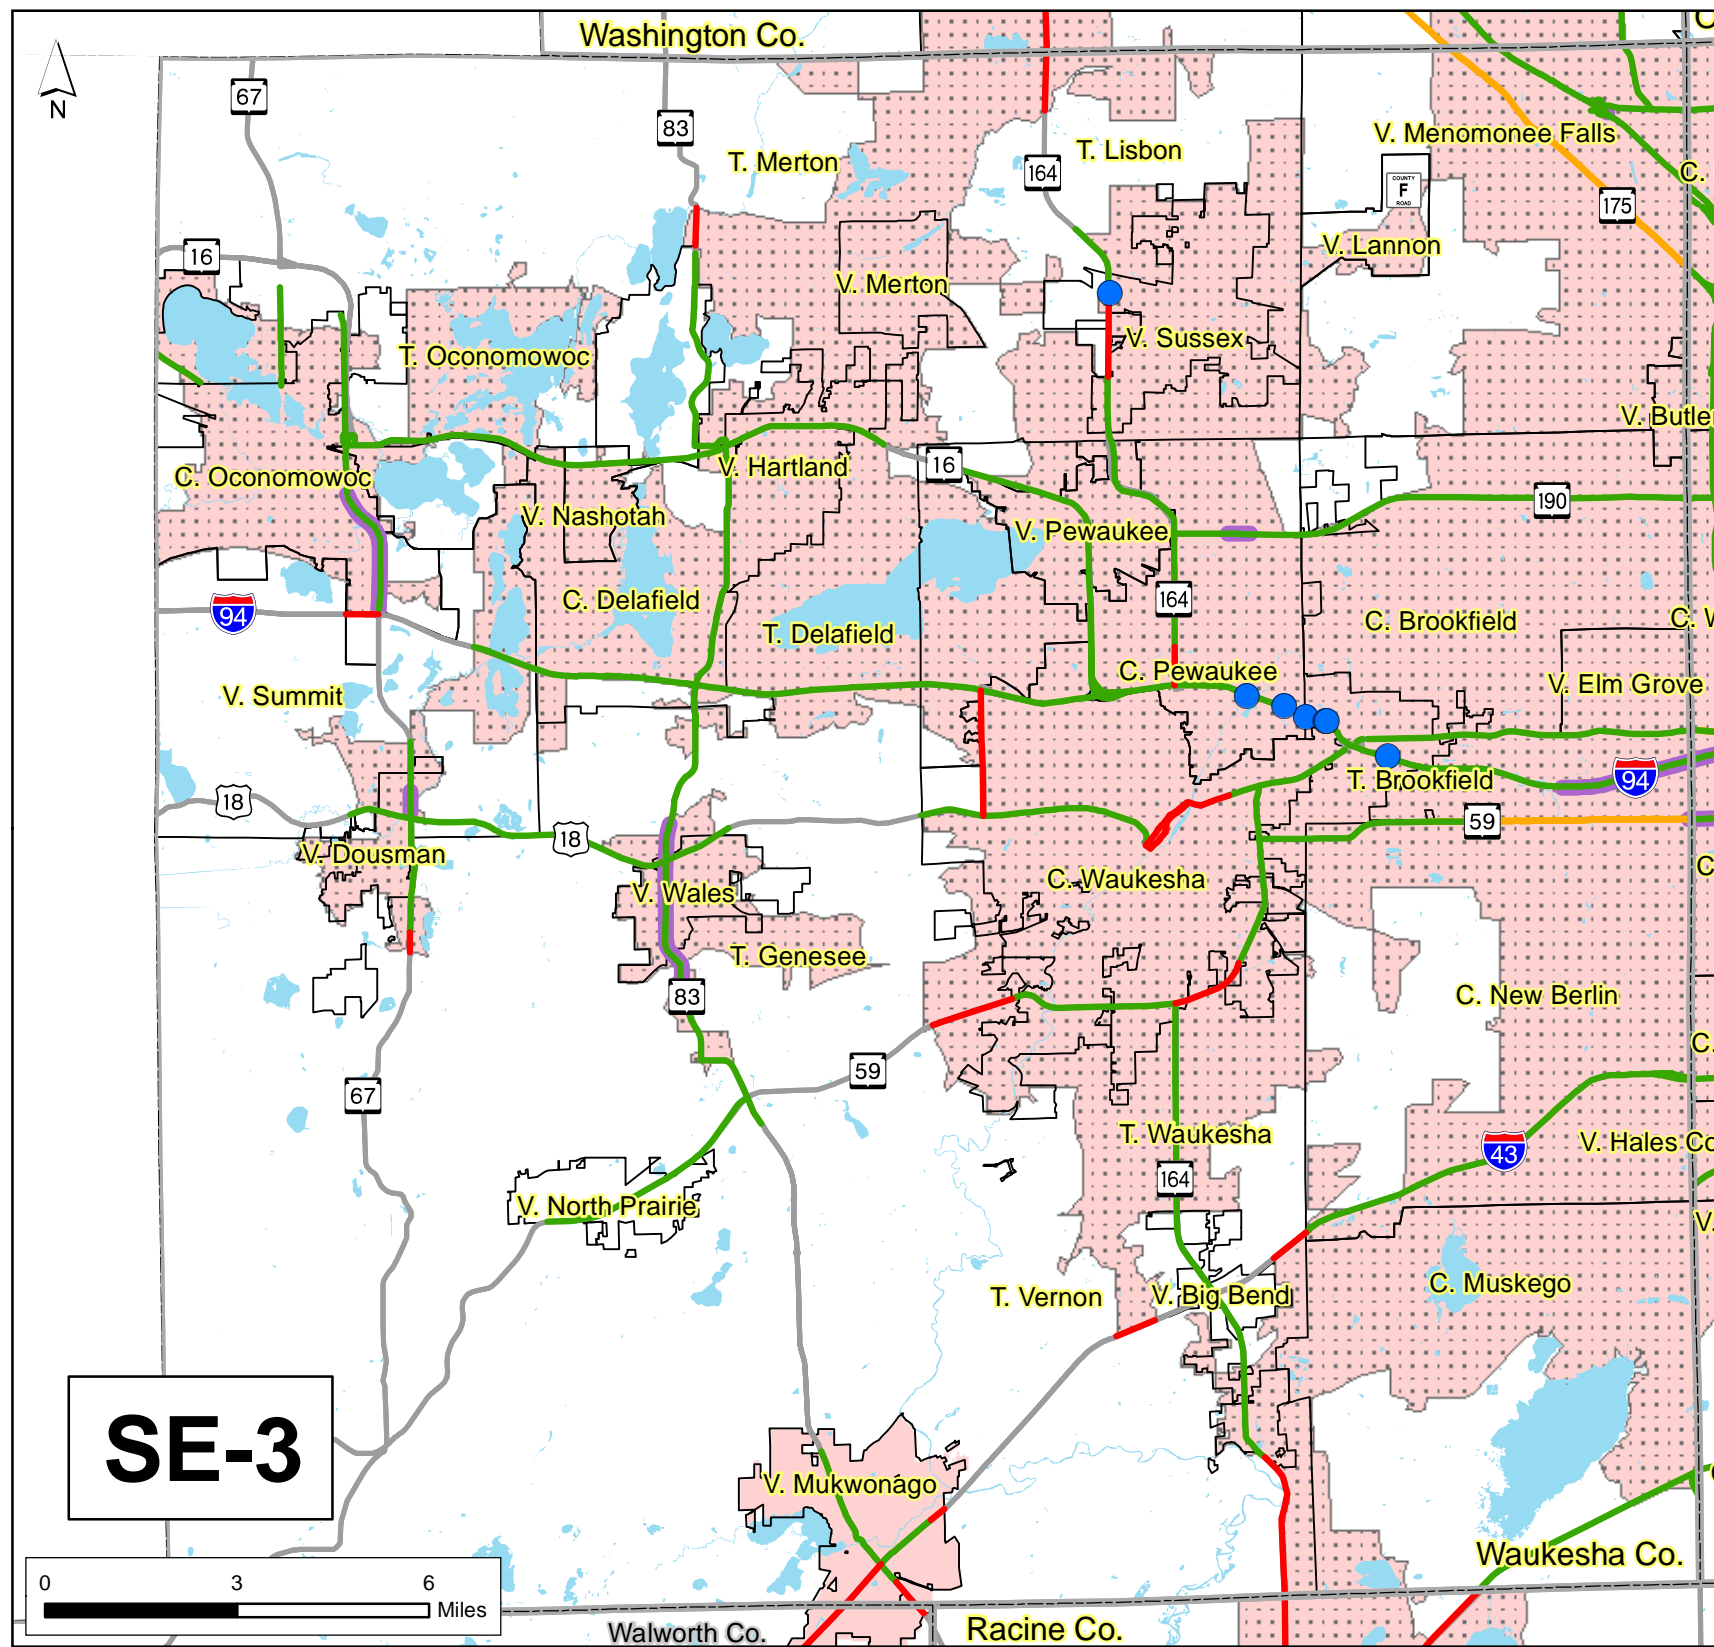 Washington Co.
67
N
83
V. Menomonee Falls
T. Lisbon
T. Merton
164
C.
COUNTY
F
ROAD
175
16
V. Lannon
V. Merton
V. Sussex
T. Oconomowoc
V. Butler
C. Oconomowoc
V. Hartland
16
190
V. Nashotah
V. Pewaukee
94
C. Delafield
164
T. Delafield
C. Brookfield
C. W
C. Pewaukee
V. Summit
V. Elm Grove
T. Brookfield
94
18
18
59
V. Dousman
C. Waukesha
C
V. Wales
T. Genesee
83
C. New Berlin
C.
59
67
T. Waukesha
43
V. Hales Co
164
V. North Prairie
V.
T. Vernon
V. Big Bend
C. Muskego
SE-3
V. Mukwonago
Waukesha Co.
0 3 6
Miles
Walworth Co.
Racine Co.